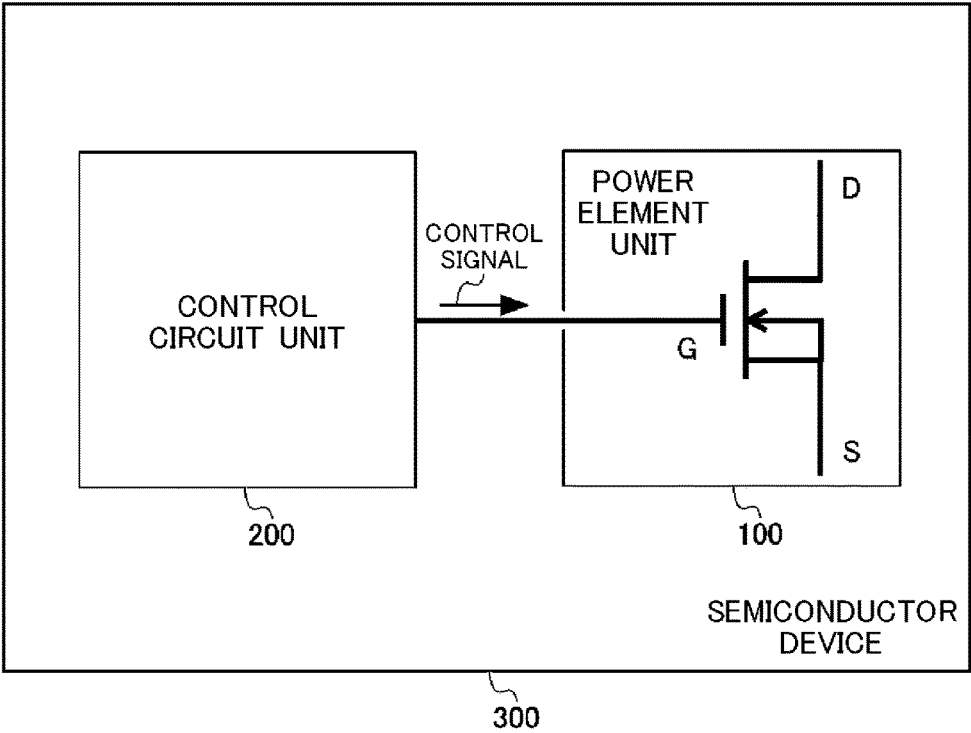 CONTROL
CIRCUIT UNIT
200
CONTROL
SIGNAL
POWER
ELEMENT
UNIT
D
G
S
100
SEMICONDUCTOR
DEVICE
300